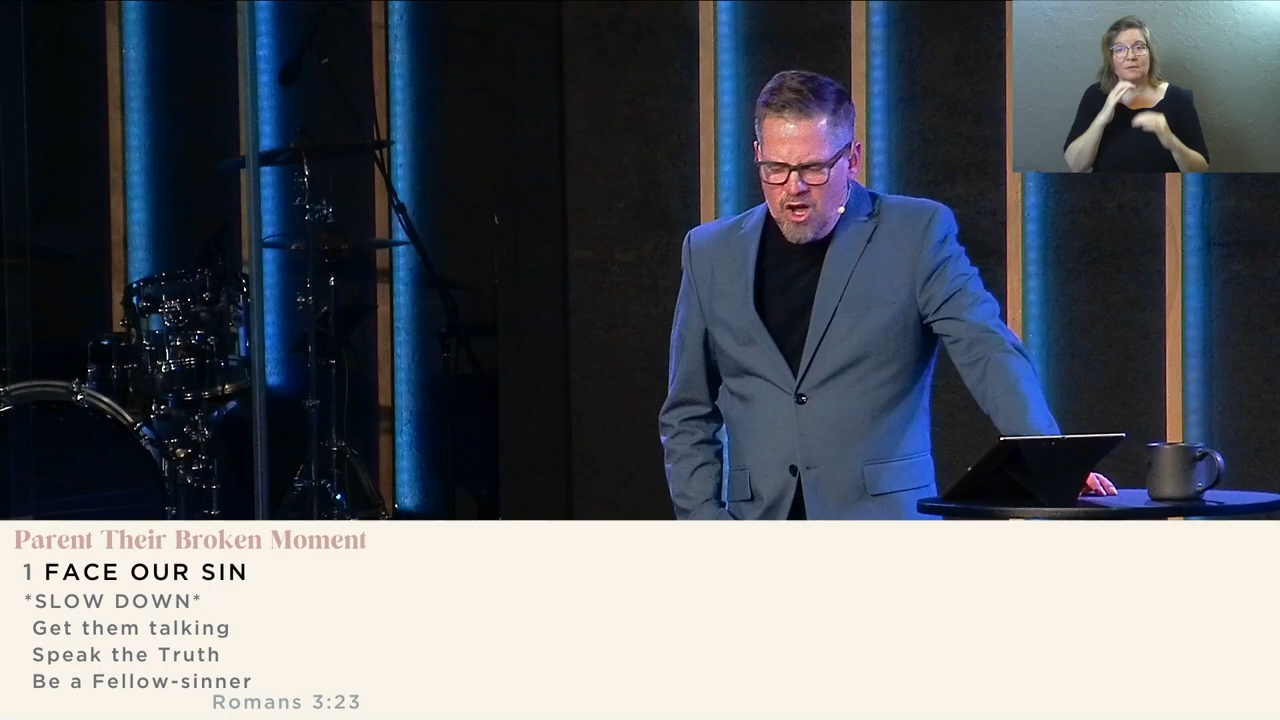 Parent Their Broken Moment
1 FACE OUR SIN
*SLOW DOWN*
Get them talking
Speak the Truth
Be a Fellow-sinner
Romans 3:23